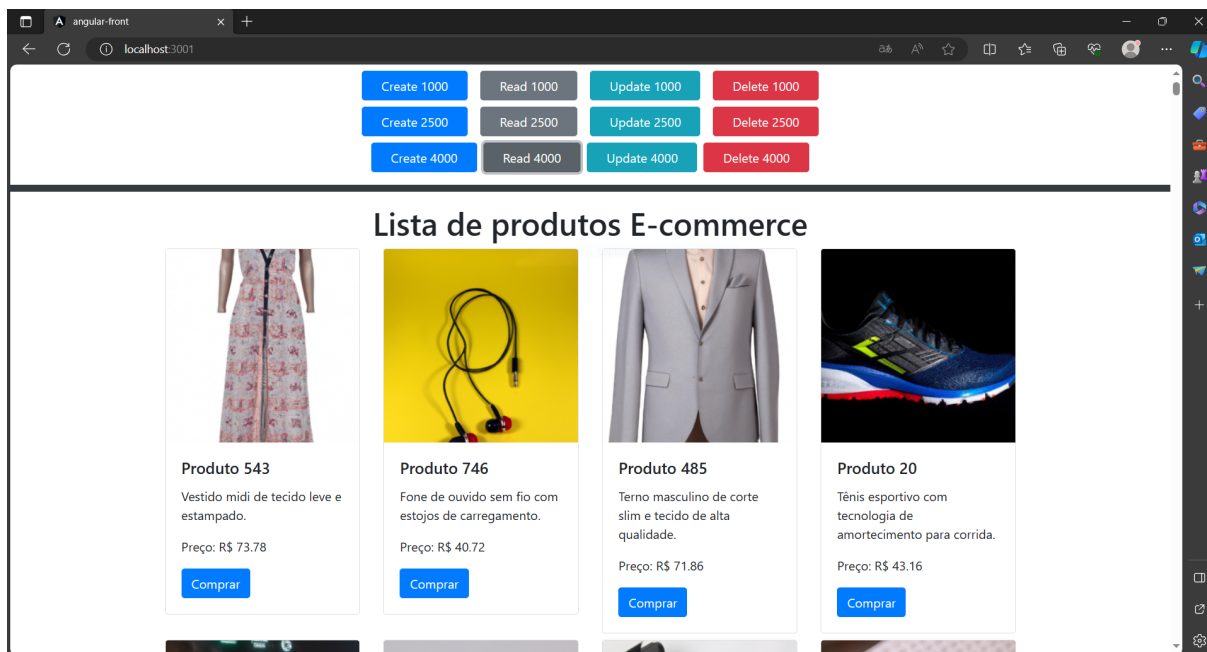 angular-front
localhost:3001
Create 1000 Read 1000 Update 1000 Delete 1000
Create 2500 Read 2500 Update 2500 Delete 2500
Create 4000 Read 4000 Update 4000 Delete 4000
Lista de produtos E-commerce
Produto 543
Vestido midi de tecido leve e
estampado.
Preço: R$ 73.78
Comprar
Produto 746
Fone de ouvido sem fio com
estojos de carregamento.
Preço: R$ 40.72
Comprar
Produto 485
Terno masculino de corte
slim e tecido de alta
qualidade.
Preço: R$ 71.86
Comprar
Produto 20
Tênis esportivo com
tecnologia de
amortecimento para corrida.
Preço: R$ 43.16
Comprar